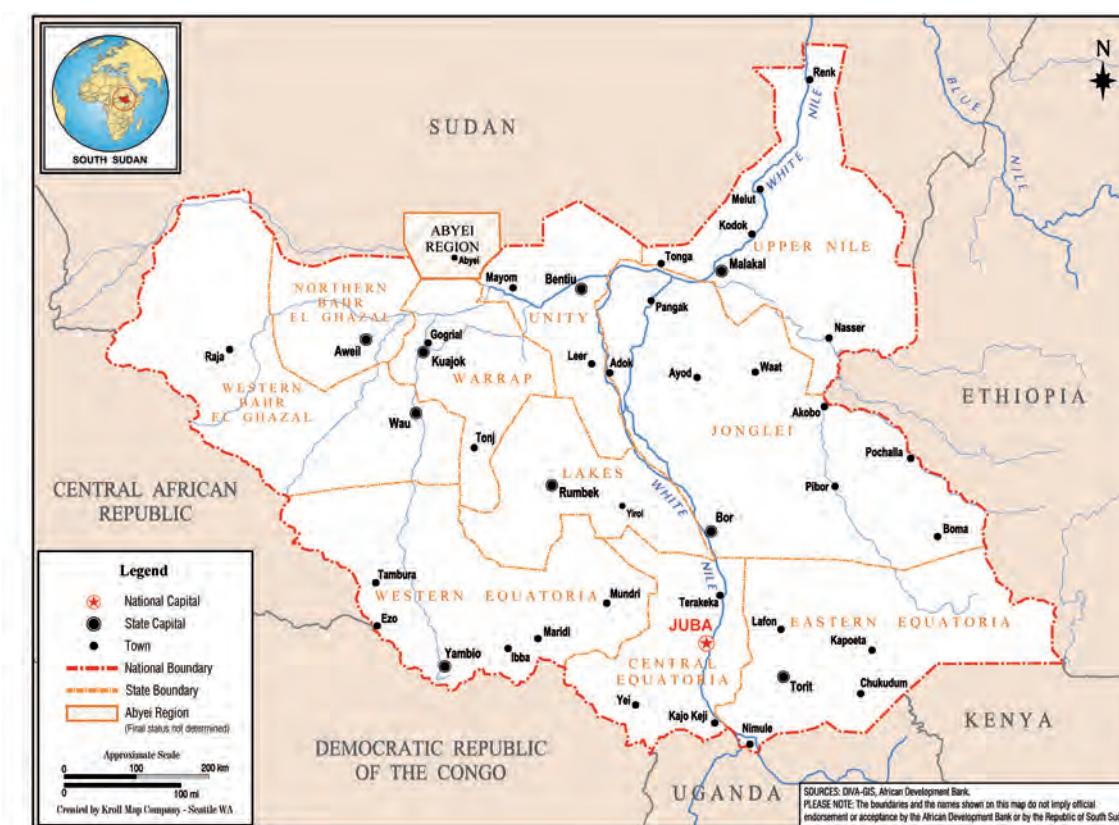 SOUTH SUDAN
N
SUDAN
BLUE
NILE
Renk
NILE
WHITE
Melut
Kodok
UPPER NILE
Malakal
Tonga
ABYEI
REGION
Abyei
Mayom
Bentiu
Pangak
NORTHERN
BAHR
EL GHAZAL
UNITY
Nasser
Raja
Aweil
Gogrial
Kuajok
Leer
Adok
Ayod
Waat
WARRAP
WESTERN
BAHR
EL GHAZAL
ETHIOPIA
Akobo
Wau
JONGLEI
Tonj
Pochalla
LAKES
Rumbek
WHITE
Pibor
Yirol
CENTRAL AFRICAN
REPUBLIC
Bor
Boma
NILE
Tambura
WESTERN EQUATORIA
Mundri
Terakeka
Ezo
JUBA
Lafon
EASTERN EQUATORIA
Maridi
Kapoeta
Ibba
Yambio
CENTRAL
EQUATORIA
Torit
Chukudum
Yei
Kajo Keji
Nimule
KENYA
DEMOCRATIC REPUBLIC
OF THE CONGO
UGANDA
Legend
National Capital
State Capital
Town
National Boundary
State Boundary
Abyei Region
(Final status not determined)
Approximate Scale
0 100 200 km
0 100 mi
Created by Kroll Map Company - Seattle WA
SOURCES: DIVA-GIS, African Development Bank.
PLEASE NOTE: The boundaries and the names shown on this map do not imply official
endorsement or acceptance by the African Development Bank or by the Republic of South